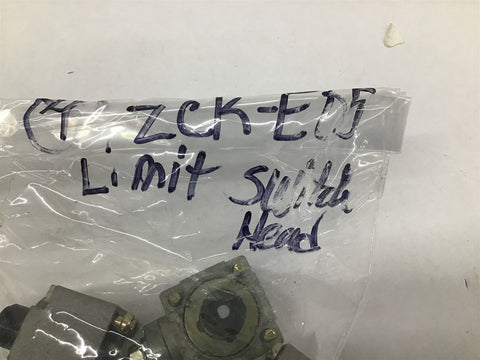 (4) ZCK-E05
Limit Switch
Head